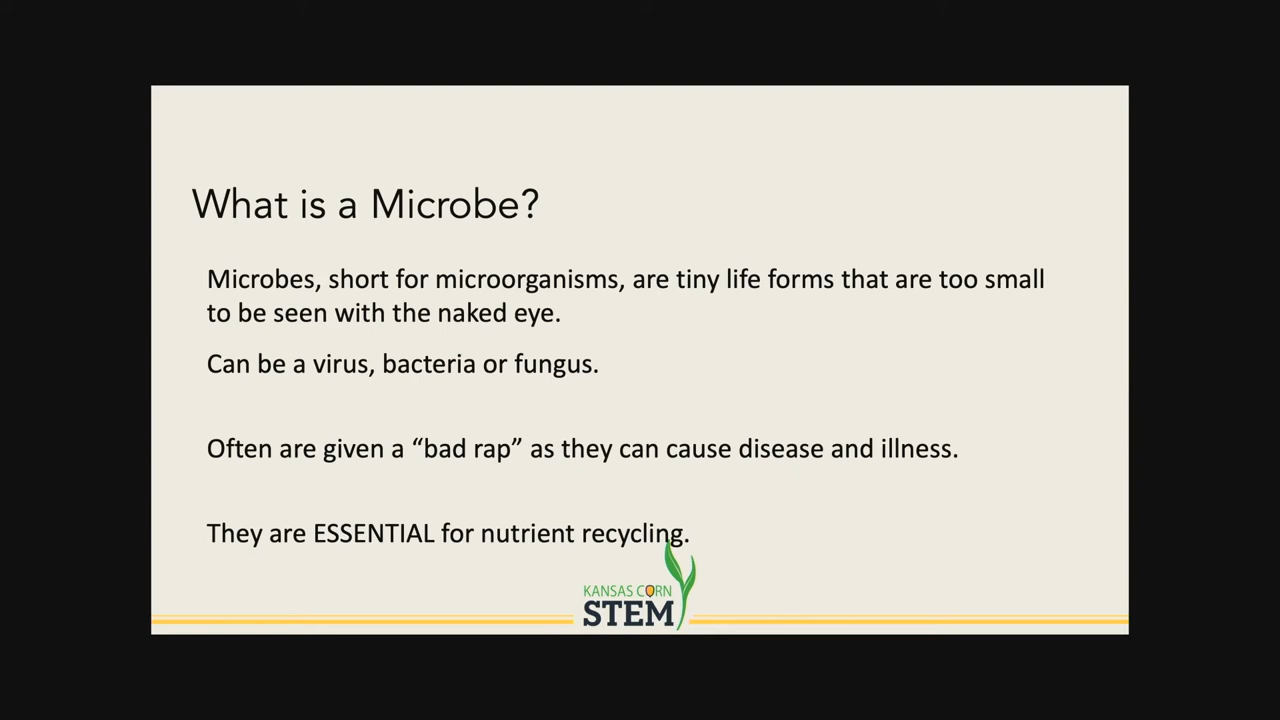 What is a Microbe?
Microbes, short for microorganisms, are tiny life forms that are too small
to be seen with the naked eye.
Can be a virus, bacteria or fungus.
Often are given a “bad rap” as they can cause disease and illness.
They are ESSENTIAL for nutrient recycling.
KANSAS CORN
STEM